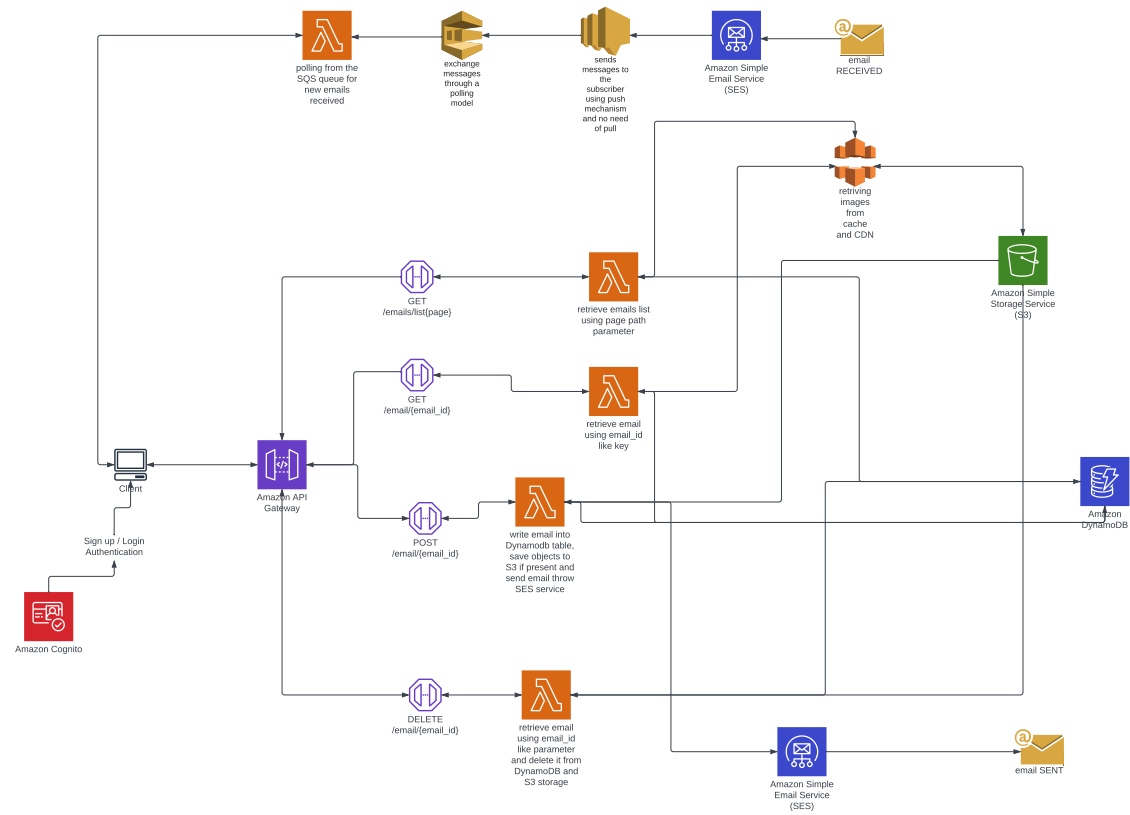 polling from the
SQS queue for
new emails
received
exchange
messages
through a
polling
model
sends
messages to
the
subscriber
using push
mechanism
and no need
of pull
Amazon Simple
Email Service
(SES)
email
RECEIVED
retriving
images
from
cache
and CDN
Amazon Simple
Storage Service
(S3)
GET
/emails/list{page}
retrieve emails list
using page path
parameter
GET
/email/{email_id}
retrieve email
using email_id
like key
Client
Amazon API
Gateway
Amazon
DynamoDB
Sign up / Login
Authentication
POST
/email/{email_id}
write email into
Dynamodb table,
save objects to
S3 if present and
send email throw
SES service
Amazon Cognito
DELETE
/email/{email_id}
retrieve email
using email_id
like parameter
and delete it from
DynamoDB and
S3 storage
Amazon Simple
Email Service
(SES)
email SENT